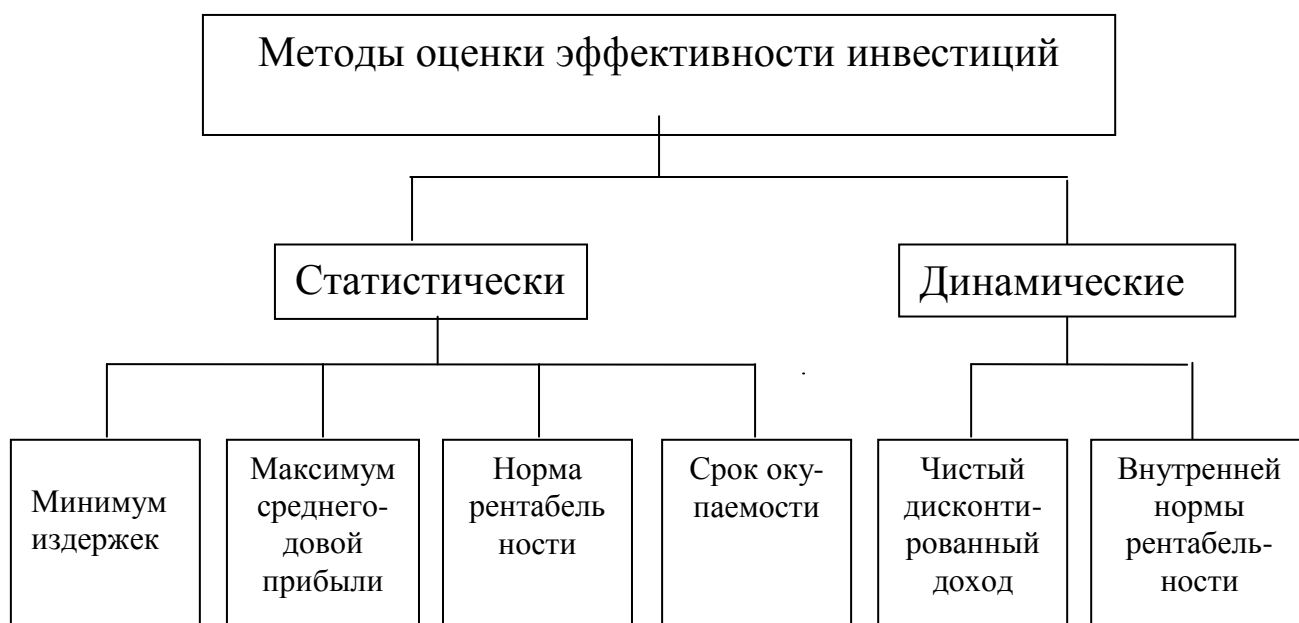 Методы оценки эффективности инвестиций
Статистически
Динамические
Минимум
издержек
Максимум
среднего-
довой
прибыли
Норма
рентабель
ности
Срок оку-
паемости
Чистый
дисконти-
рованный
доход
Внутренней
нормы
рентабель-
ности